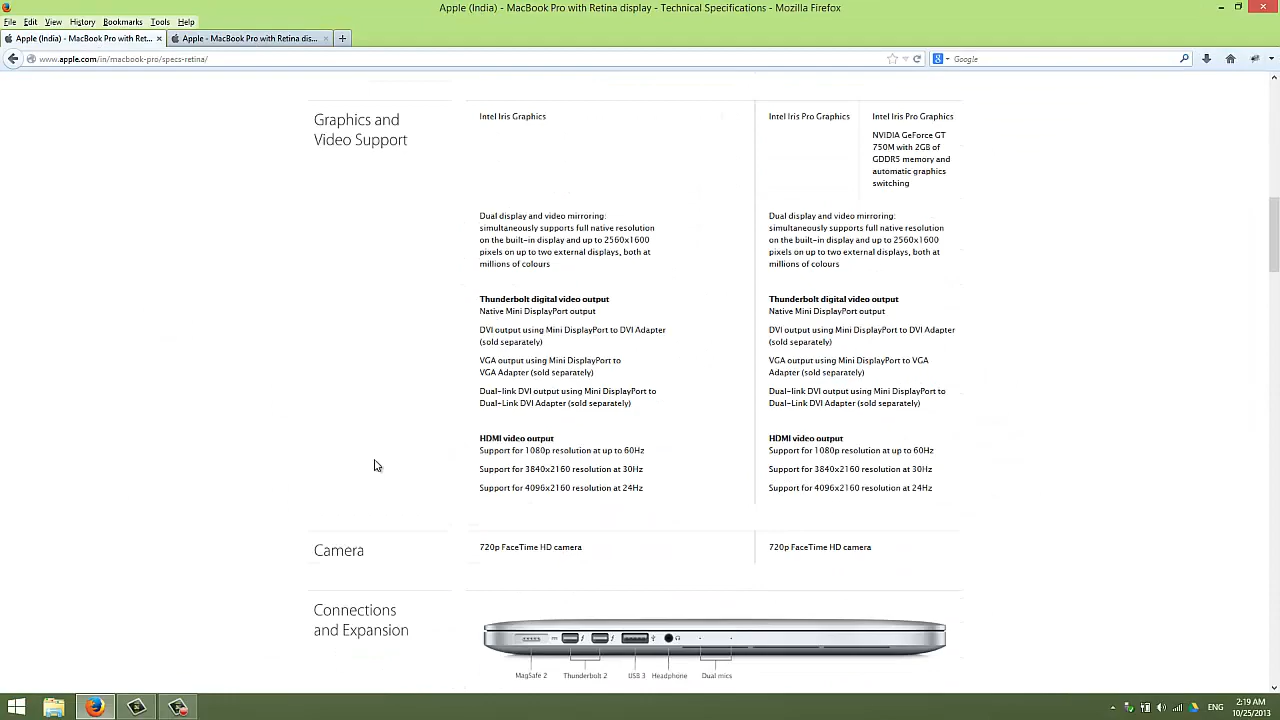 Apple (India) - MacBook Pro with Retina display - Technical Specifications - Mozilla Firefox
File Edit View History Bookmarks Tools Help
Apple (India) - MacBook Pro with Ret... × Apple - MacBook Pro with Retina dis... × +
www.apple.com/in/macbook-pro/specs-retina/
Google
Graphics and
Video Support
Intel Iris Graphics
Dual display and video mirroring:
simultaneously supports full native resolution
on the built-in display and up to 2560x1600
pixels on up to two external displays, both at
millions of colours
Thunderbolt digital video output
Native Mini DisplayPort output
DVI output using Mini DisplayPort to DVI Adapter
(sold separately)
VGA output using Mini DisplayPort to
VGA Adapter (sold separately)
Dual-link DVI output using Mini DisplayPort to
Dual-Link DVI Adapter (sold separately)
HDMI video output
Support for 1080p resolution at up to 60Hz
Support for 3840x2160 resolution at 30Hz
Support for 4096x2160 resolution at 24Hz
Intel Iris Pro Graphics
Intel Iris Pro Graphics
NVIDIA GeForce GT
750M with 2GB of
GDDR5 memory and
automatic graphics
switching
Dual display and video mirroring:
simultaneously supports full native resolution
on the built-in display and up to 2560x1600
pixels on up to two external displays, both at
millions of colours
Thunderbolt digital video output
Native Mini DisplayPort output
DVI output using Mini DisplayPort to DVI Adapter
(sold separately)
VGA output using Mini DisplayPort to VGA
Adapter (sold separately)
Dual-link DVI output using Mini DisplayPort to
Dual-Link DVI Adapter (sold separately)
HDMI video output
Support for 1080p resolution at up to 60Hz
Support for 3840x2160 resolution at 30Hz
Support for 4096x2160 resolution at 24Hz
Camera
720p FaceTime HD camera
720p FaceTime HD camera
Connections
and Expansion
MagSafe 2 Thunderbolt 2 USB 3 Headphone Dual mics
ENG
2:19 AM
10/25/2013